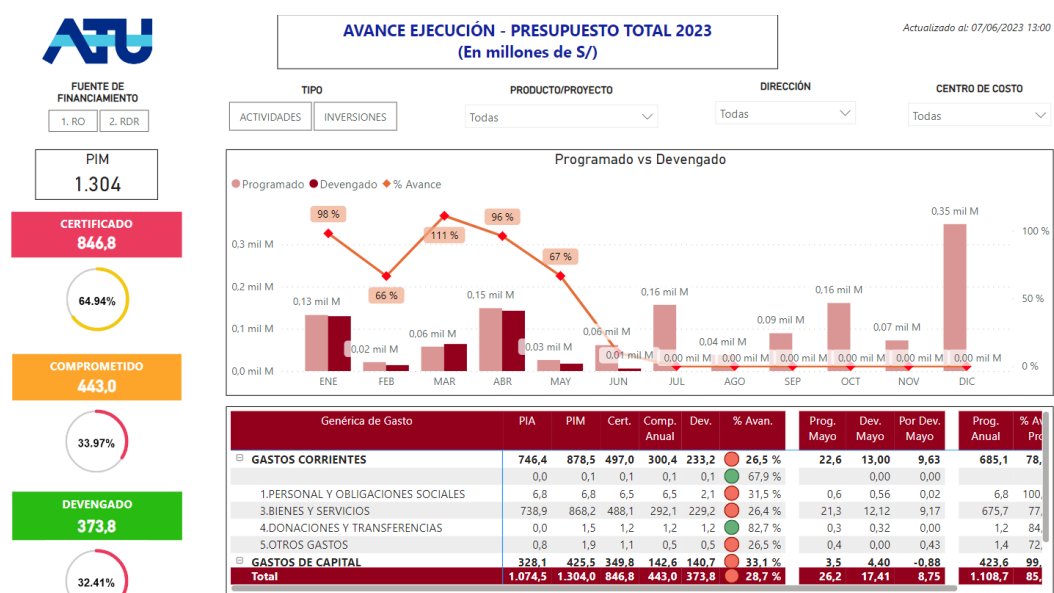 ATU
AVANCE EJECUCIÓN - PRESUPUESTO TOTAL 2023
(En millones de S/)
Actualizado al: 07/06/2023 13:00
FUENTE DE
FINANCIAMIENTO
1. RO 2. RDR
TIPO
ACTIVIDADES INVERSIONES
PRODUCTO/PROYECTO
Todas
DIRECCIÓN
Todas
CENTRO DE COSTO
Todas
PIM
1.304
CERTIFICADO
846,8
64.94%
COMPROMETIDO
443,0
33.97%
DEVENGADO
373,8
32.41%
Programado vs Devengado
Programado Devengado % Avance
0,3 mil M
0,2 mil M
0,1 mil M
0,0 mil M
100 %
50 %
0 %
98 %
66 %
111 %
96 %
67 %
0,13 mil M
0,02 mil M
0,06 mil M
0,15 mil M
0,03 mil M
0,06 mil M
0,01 mil M
0,16 mil M
0,04 mil M
0,09 mil M
0,16 mil M
0,07 mil M
0,35 mil M
0,00 mil M 0,00 mil M 0,00 mil M 0,00 mil M 0,00 mil M 0,00 mil M
ENE FEB MAR ABR MAY JUN JUL AGO SEP OCT NOV DIC
Genérica de Gasto PIA PIM Cert. Comp. Anual Dev. % Avan. Prog. Mayo Dev. Mayo Por Dev. Mayo Prog. Anual % Av Pro
GASTOS CORRIENTES 746,4 878,5 497,0 300,4 233,2 26,5 % 22,6 13,00 9,63 685,1 78,
0,0 0,1 0,1 0,1 0,1 67,9 % 0,00 0,00
1.PERSONAL Y OBLIGACIONES SOCIALES 6,8 6,8 6,5 6,5 2,1 31,5 % 0,6 0,56 0,02 6,8 100,
3.BIENES Y SERVICIOS 738,9 868,2 488,1 292,1 229,2 26,4 % 21,3 12,12 9,17 675,7 77,
4.DONACIONES Y TRANSFERENCIAS 0,0 1,5 1,2 1,2 1,2 82,7 % 0,3 0,32 0,00 1,2 84,
5.OTROS GASTOS 0,8 1,9 1,1 0,5 0,5 26,5 % 0,4 0,00 0,43 1,4 72,
GASTOS DE CAPITAL 328,1 425,5 349,8 142,6 140,7 33,1 % 3,5 4,40 -0,88 423,6 99,
Total 1.074,5 1.304,0 846,8 443,0 373,8 28,7 % 26,2 17,41 8,75 1.108,7 85,